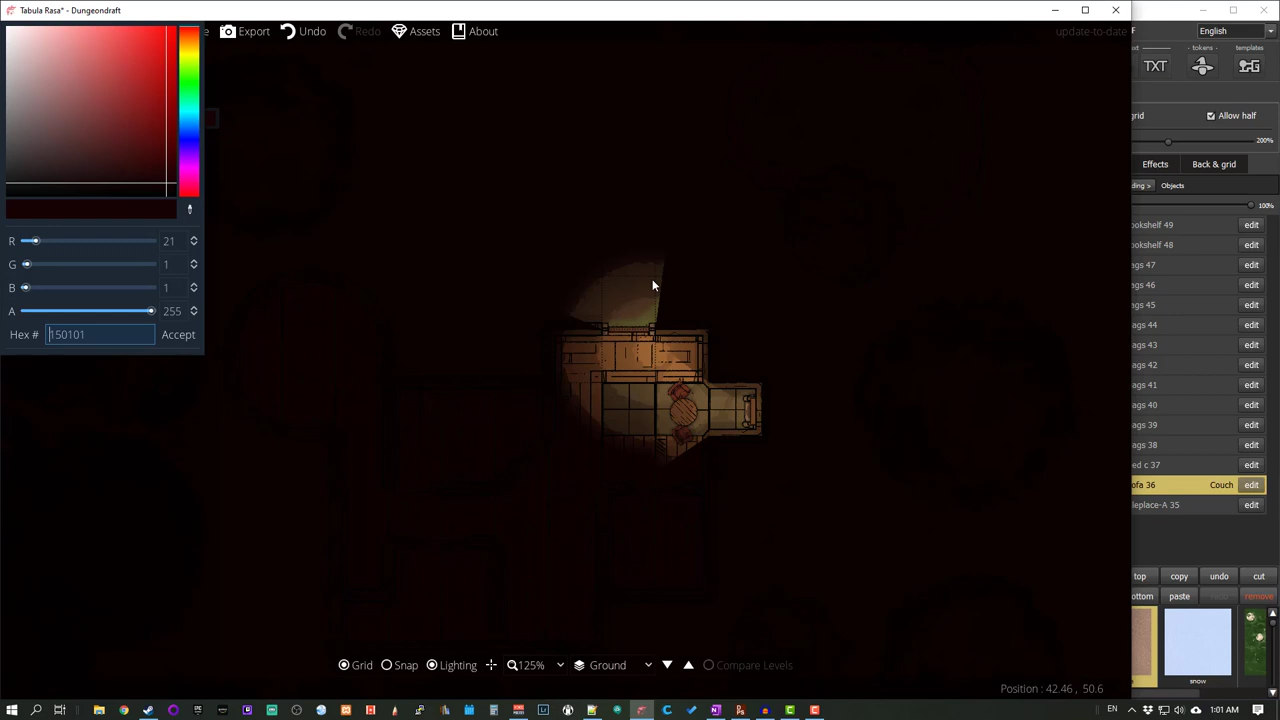 Tabula Rasa* - Dungeondraft
Export Undo Redo Assets About
update-to-date
English
TXT
- tokens -
templates
grid
Allow half
200%
Effects
Back & grid
Objects
100%
R 21
G 1
B 1
A 255
Hex # 150101 Accept
ookshelf 49 edit
ookshelf 48 edit
ags 47 edit
ags 46 edit
ags 45 edit
ags 44 edit
ags 43 edit
ags 42 edit
ags 41 edit
ags 40 edit
ags 39 edit
ags 38 edit
ed c 37 edit
ofa 36 Couch edit
leplace-A 35 edit
top copy undo cut
ottom paste remove
snow
Grid Snap Lighting 125% Ground Compare Levels
Position : 42.46 , 50.6
EN 1:01 AM